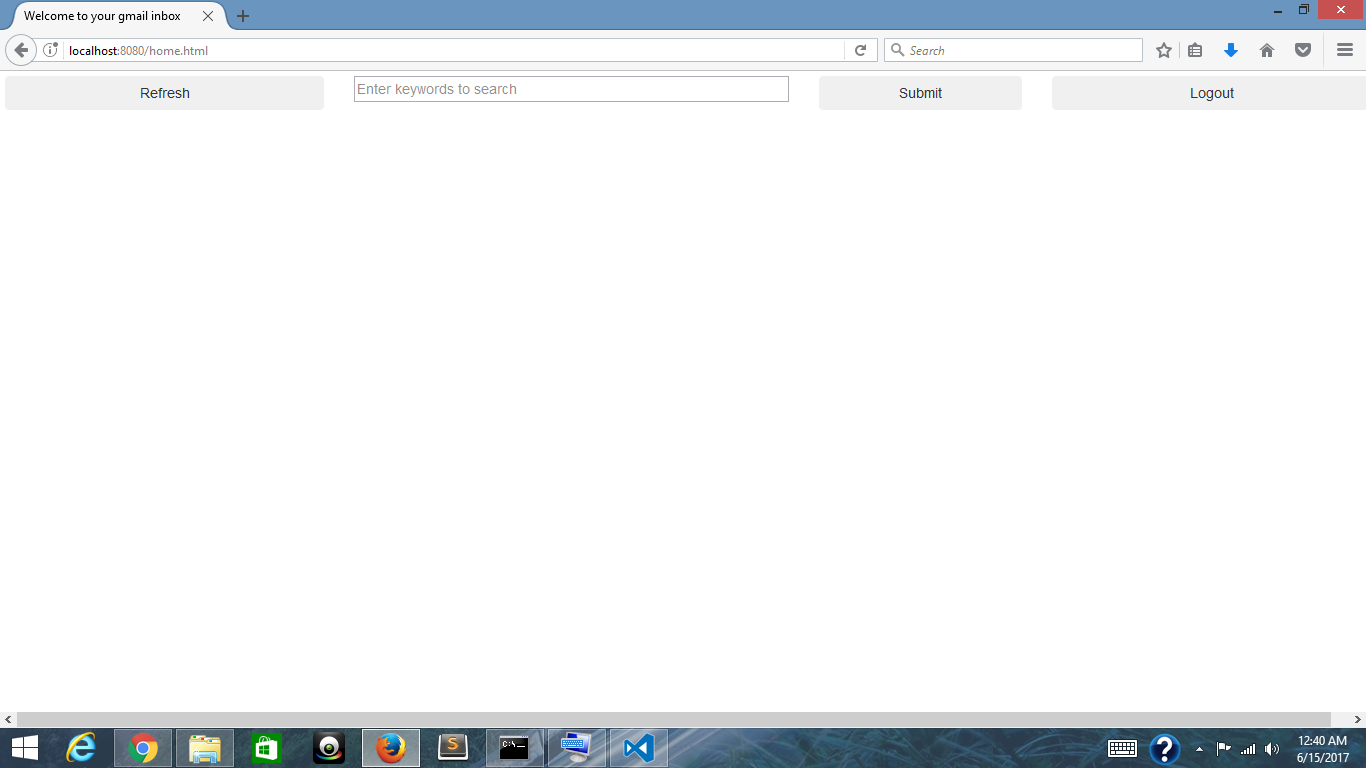 Welcome to your gmail inbox
localhost:8080/home.html
Search
Refresh
Enter keywords to search
Submit
Logout
C:\_
12:40 AM
6/15/2017